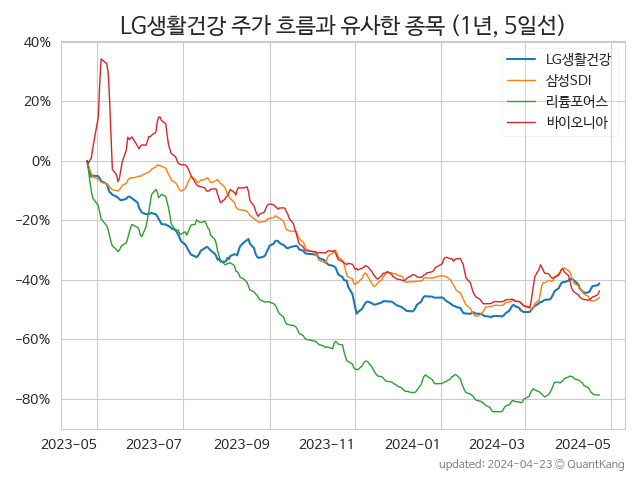 LG생활건강 주가 흐름과 유사한 종목 (1년, 5일선)
40%
20%
0%
−20%
−40%
−60%
−80%
LG생활건강
삼성SDI
리튬포어스
바이오니아
2023−05
2023−07
2023−09
2023−11
2024−01
2024−03
2024−05
updated: 2024−04−23 © QuantKang